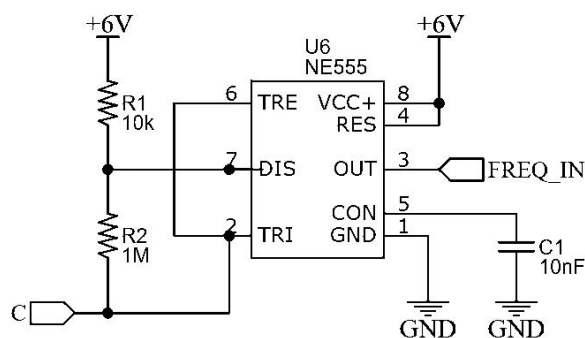 +6V
+6V
U6
NE555
R1
10k
6 TRE VCC+ 8
RES 4
7 DIS OUT 3
FREQ_IN
R2
1M
CON 5
2 TRI GND 1
C1
10nF
C
GND GND